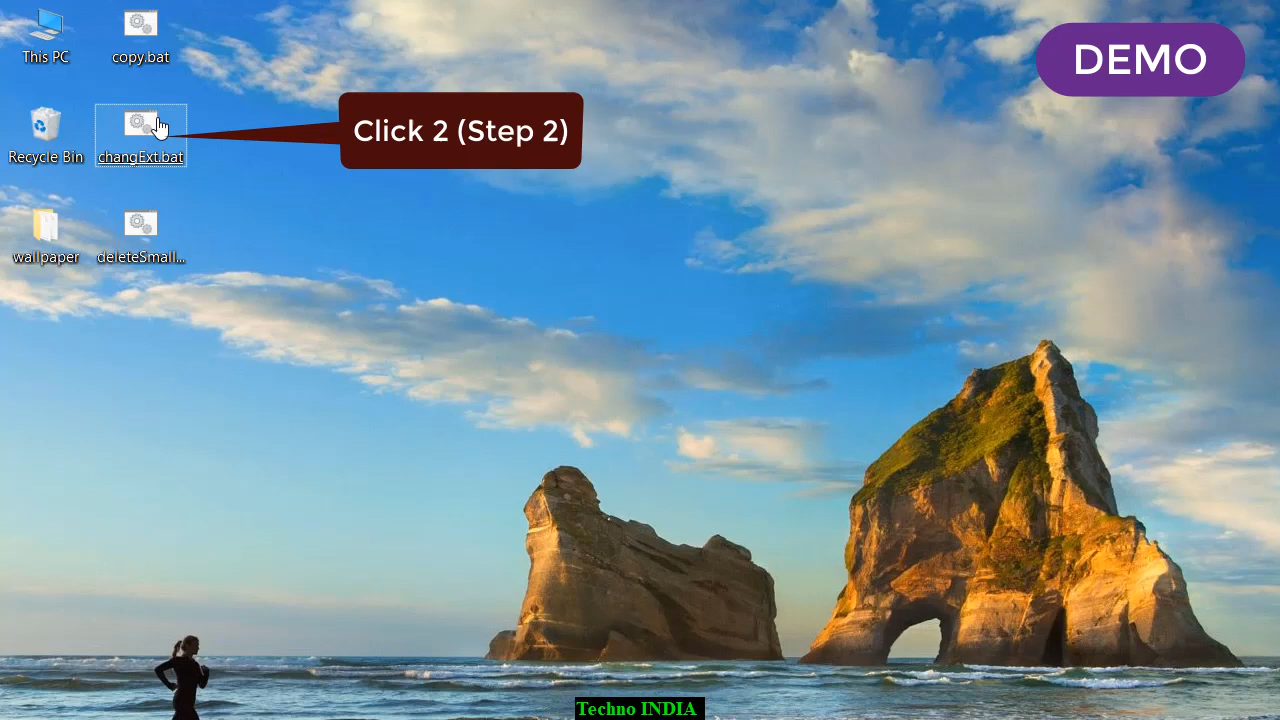 This PC
copy.bat
DEMO
Click 2 (Step 2)
Recycle Bin
changExt.bat
wallpaper
deleteSmall...
Techno INDIA